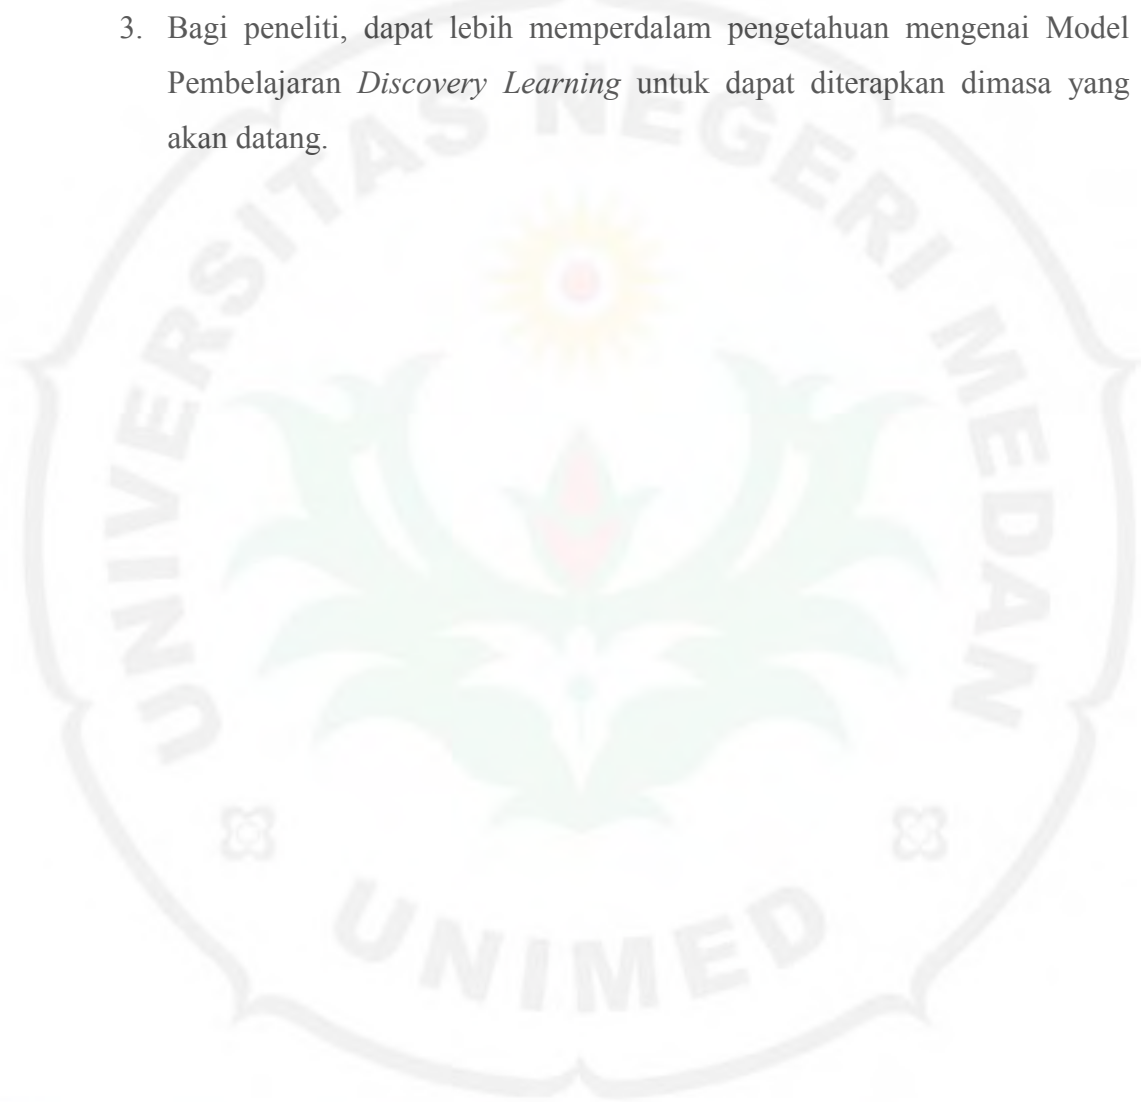 3. Bagi peneliti, dapat lebih memperdalam pengetahuan mengenai Model
Pembelajaran Discovery Learning untuk dapat diterapkan dimasa yang
akan datang.
UNIVERSITAS NEGERI MEDAN
UNIMED